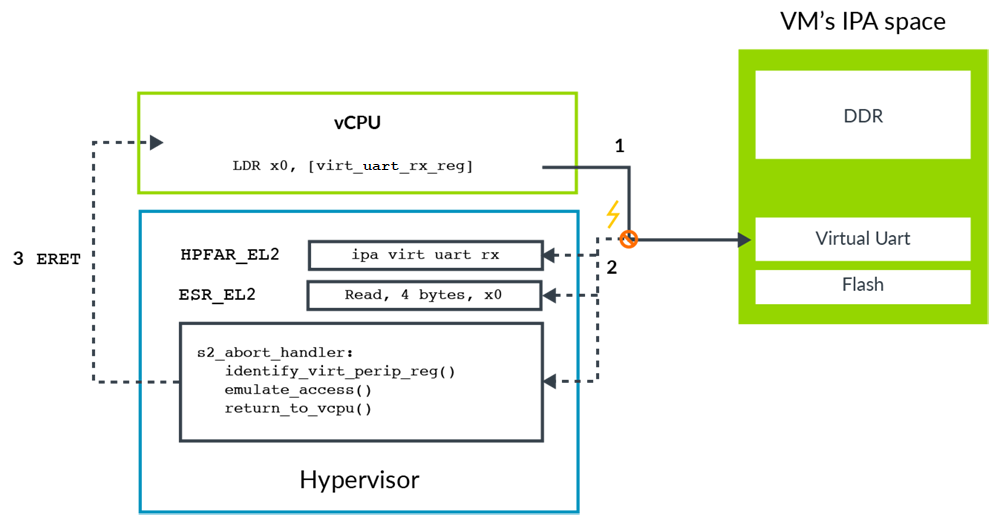 VM's IPA space
DDR
vCPU
1
LDR x0, [virt_uart_rx_reg]
Virtual Uart
HPFAR_EL2
ipa virt uart rx
3 ERET
2
ESR_EL2
Read, 4 bytes, x0
Flash
s2_abort_handler:
identify_virt_perip_reg()
emulate_access()
return_to_vcpu()
Hypervisor